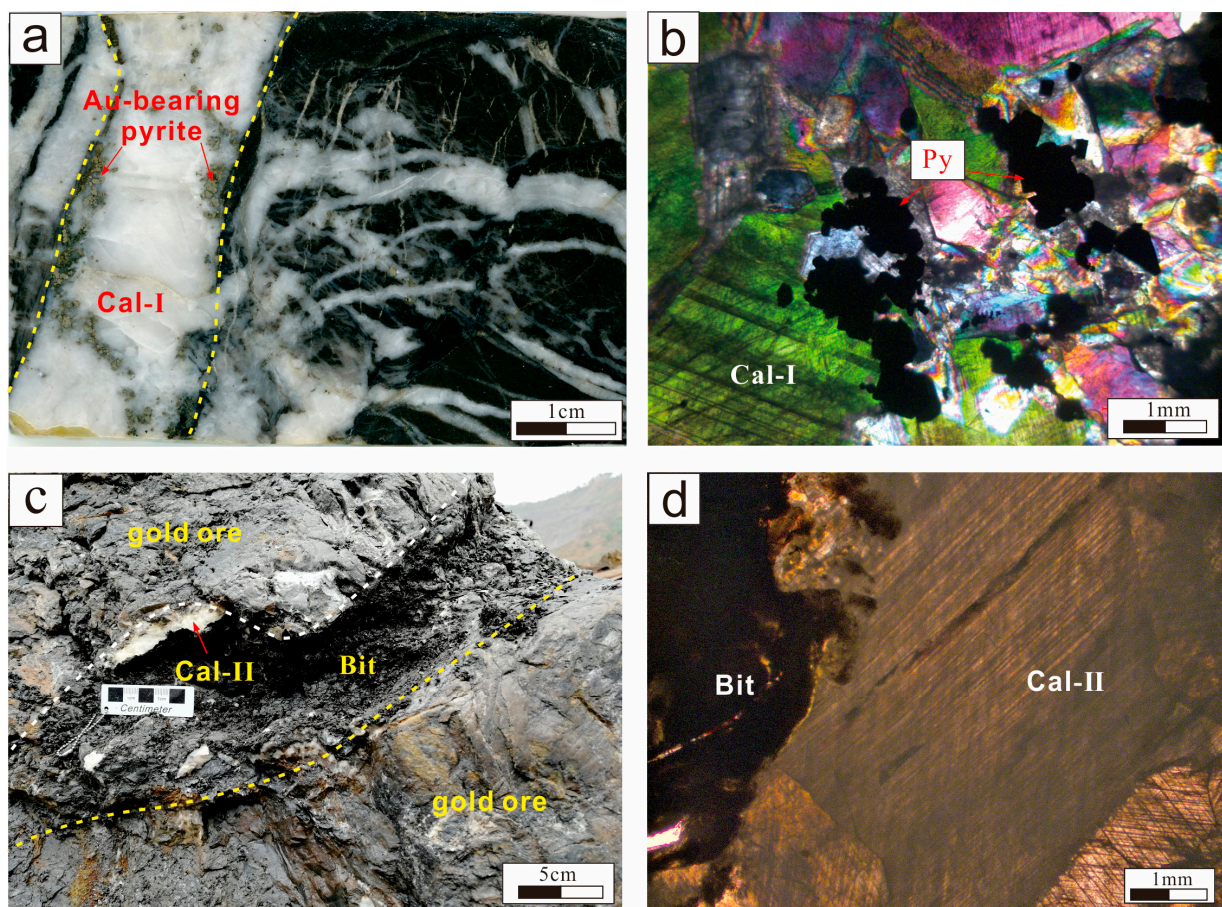 a
Au-bearing
pyrite
Cal-I
1cm
b
Py
Cal-I
1mm
c
gold ore
Cal-II
Bit
Centimeter
gold ore
5cm
d
Bit
Cal-II
1mm